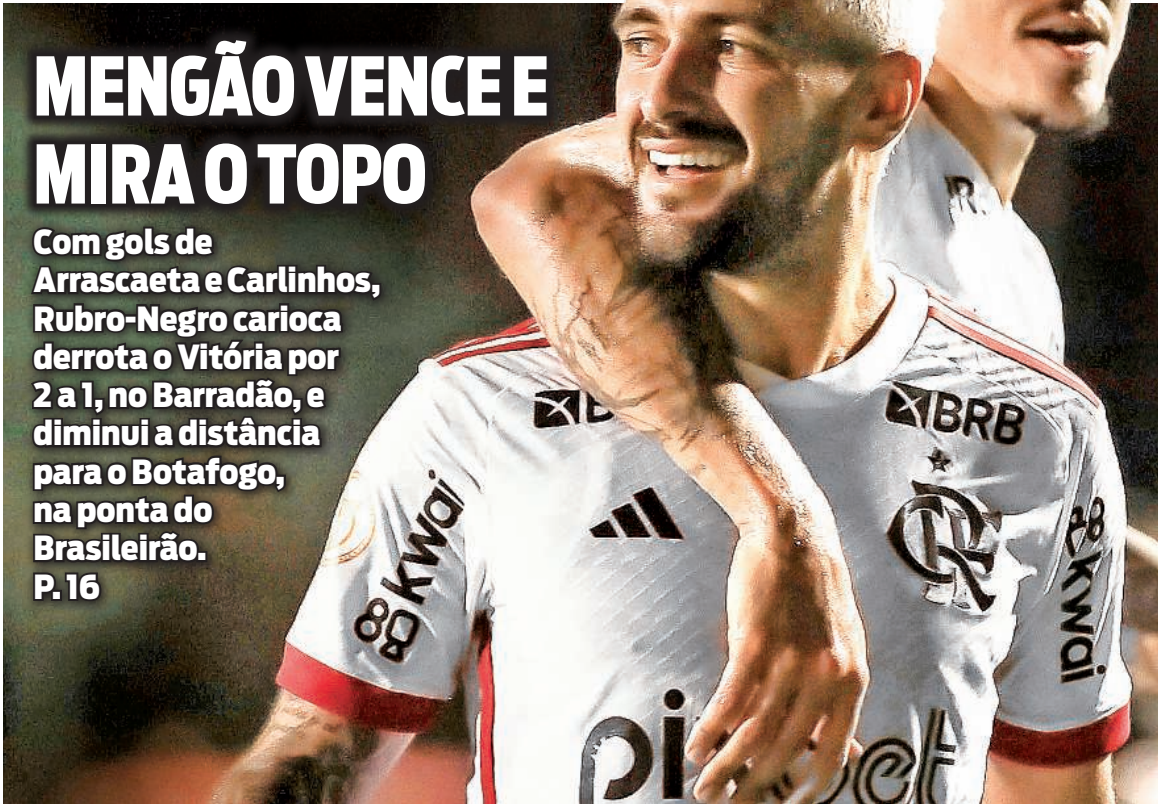 MENGÃO VENCE E
MIRA O TOPO
Com gols de
Arrascaeta e Carlinhos,
Rubro-Negro carioca
derrota o Vitória por
2 a 1, no Barradão, e
diminui a distância
para o Botafogo,
na ponta do
Brasileirão.
P. 16
BRB
kwai
kwai